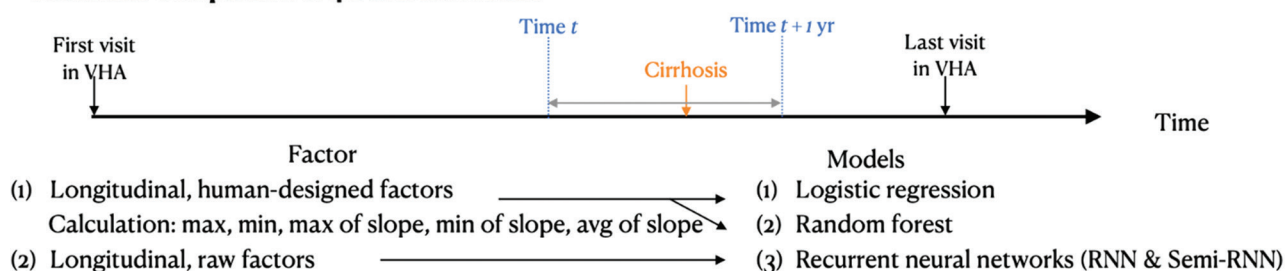 Time t
Time t + 1 yr
First visit
in VHA
Last visit
in VHA
Cirrhosis
Time
Factor
Models
(1) Longitudinal, human-designed factors
(1) Logistic regression
Calculation: max, min, max of slope, min of slope, avg of slope
(2) Random forest
(2) Longitudinal, raw factors
(3) Recurrent neural networks (RNN & Semi-RNN)